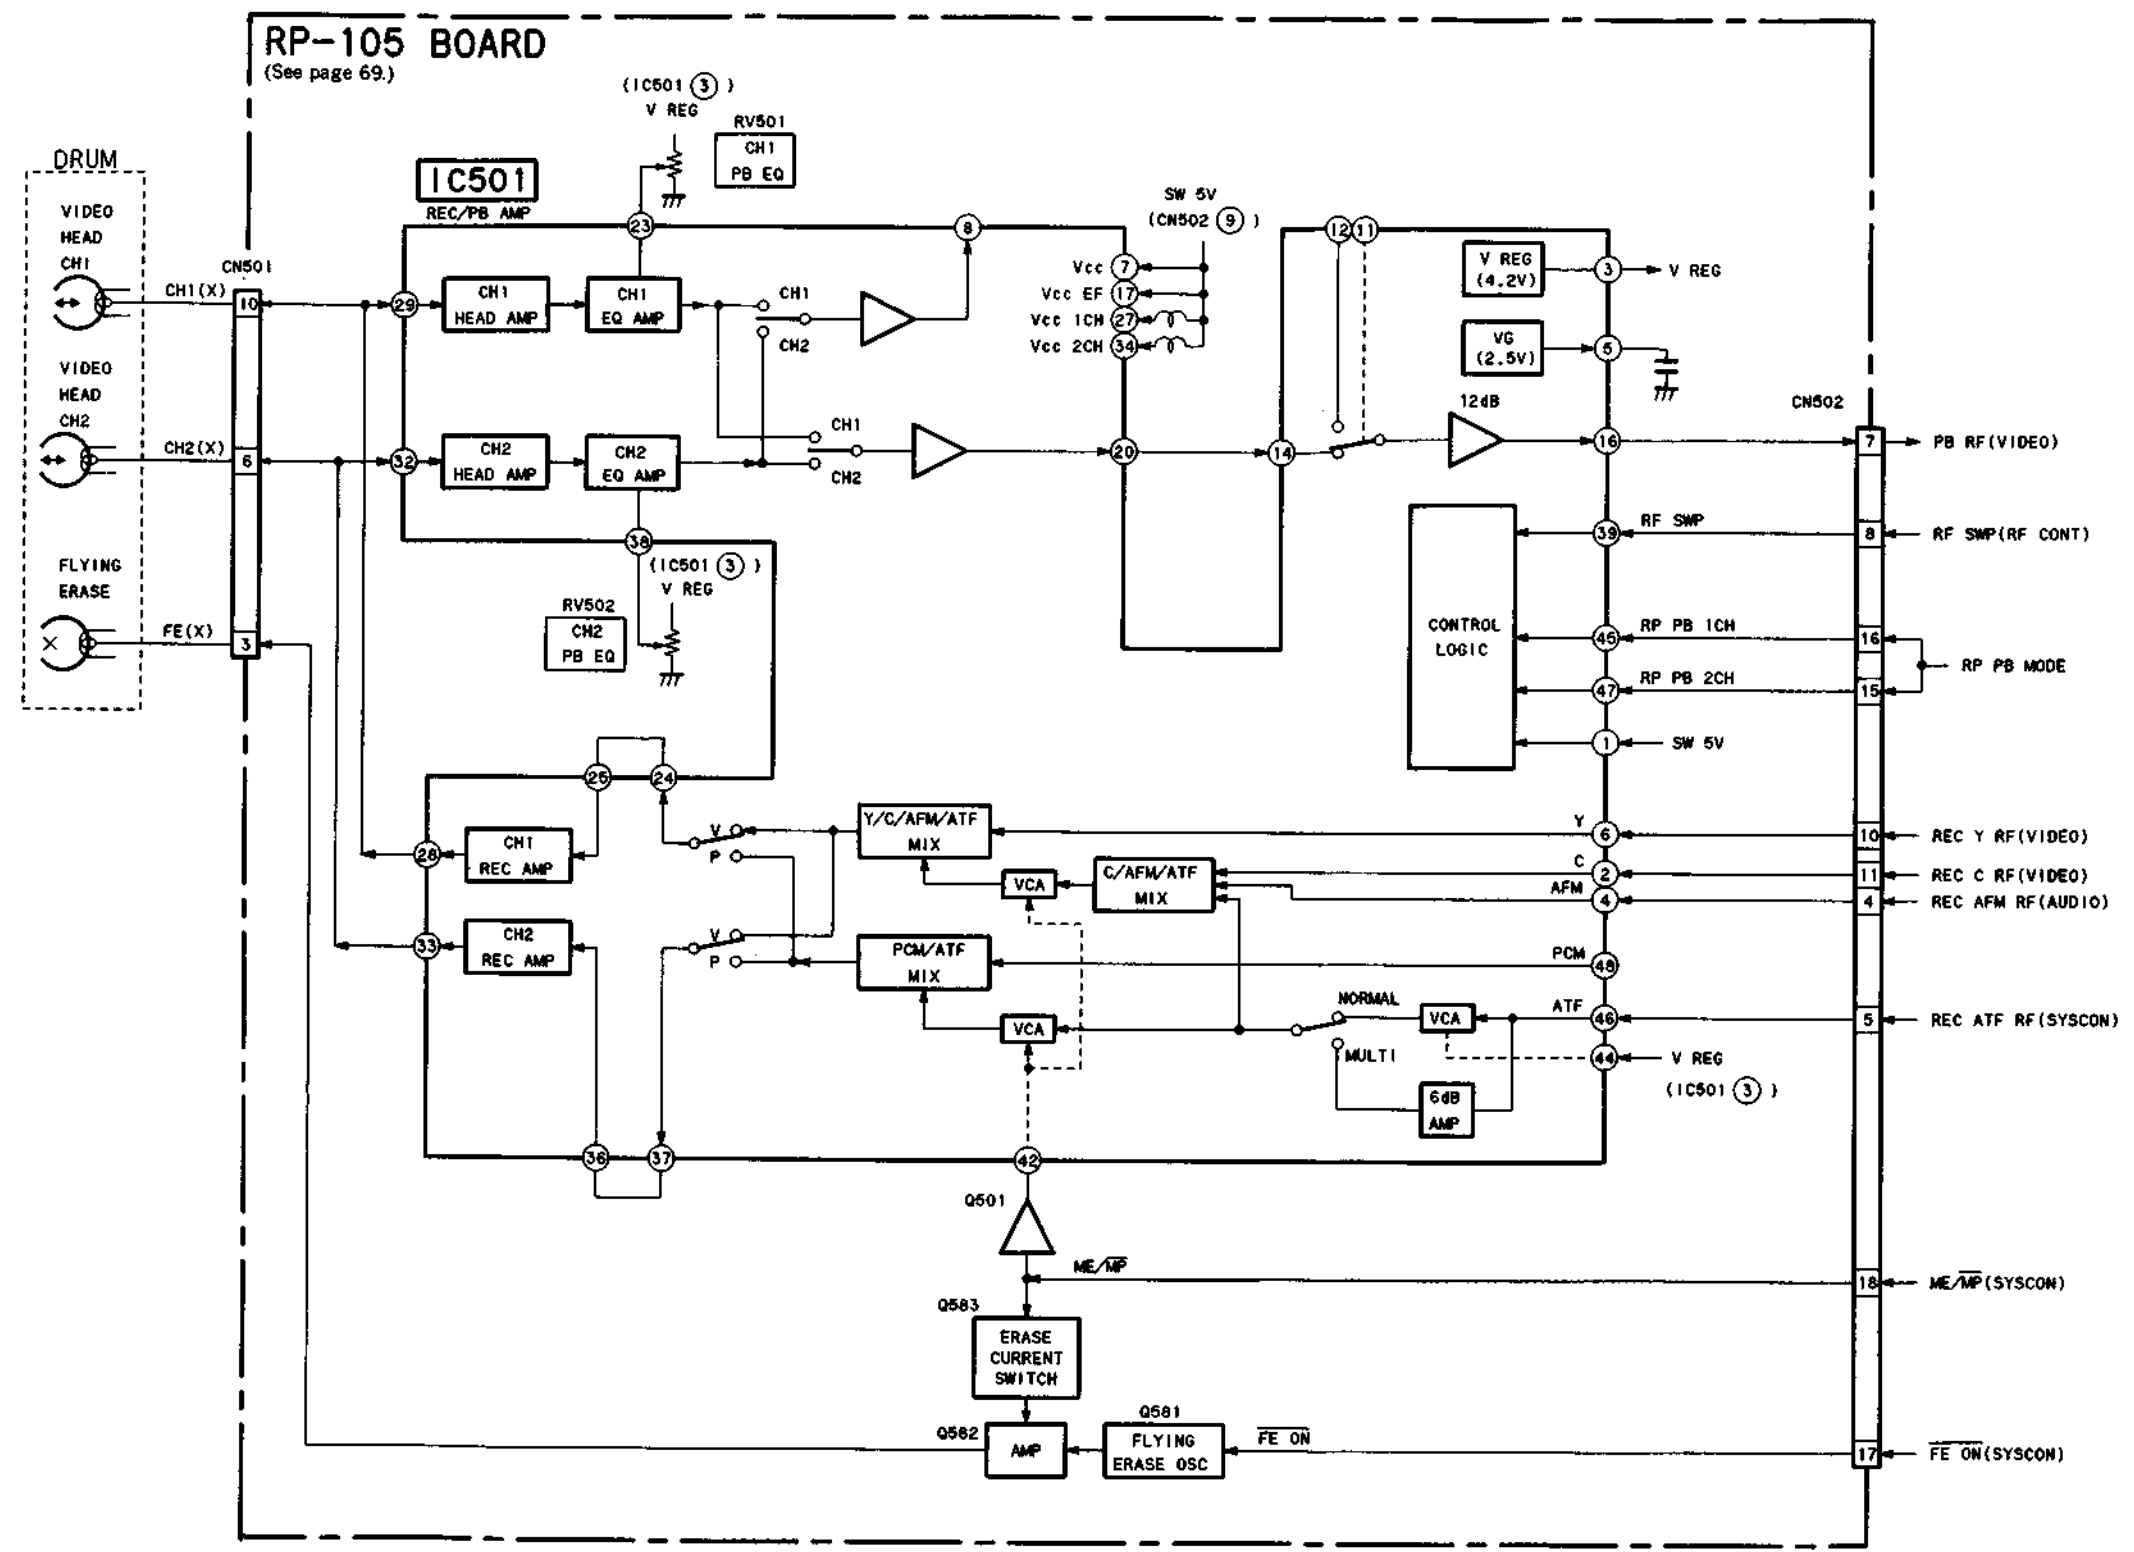 RP-105 BOARD
(See page 69.)
DRUM
VIDEO
HEAD
CH1
VIDEO
HEAD
CH2
FLYING
ERASE
CH1(X)
CH2(X)
FE(X)
CN501
10
6
3
IC501
REC/PB AMP
(IC501 3 )
V REG
RV501
CH1
PB EQ
23
8
29
CH1
HEAD AMP
CH1
EQ AMP
CH1
CH2
32
CH2
HEAD AMP
CH2
EQ AMP
CH1
CH2
38
(IC501 3 )
V REG
RV502
CH2
PB EQ
SW 5V
(CN502 9 )
Vcc 7
Vcc EF 17
Vcc 1CH 27
Vcc 2CH 34
20
14
12 11
V REG
(4.2V)
3
V REG
VG
(2.5V)
5
12dB
16
CN502
7
PB RF(VIDEO)
CONTROL
LOGIC
39
RF SWP
8
RF SWP(RF CONT)
45
RP PB 1CH
16
47
RP PB 2CH
15
RP PB MODE
1
SW 5V
25
24
28
CH1
REC AMP
33
CH2
REC AMP
V
P
V
P
Y/C/AFM/ATF
MIX
VCA
C/AFM/ATF
MIX
PCM/ATF
MIX
VCA
Y
6
10
REC Y RF(VIDEO)
C
2
11
REC C RF(VIDEO)
AFM
4
4
REC AFM RF(AUDIO)
PCM
48
NORMAL
MULTI
VCA
ATF
46
5
REC ATF RF(SYSCON)
44
V REG
(IC501 3 )
6dB
AMP
36
37
42
Q501
ME/MP
18
ME/MP(SYSCON)
Q583
ERASE
CURRENT
SWITCH
Q582
AMP
Q581
FLYING
ERASE OSC
FE ON
17
FE ON(SYSCON)